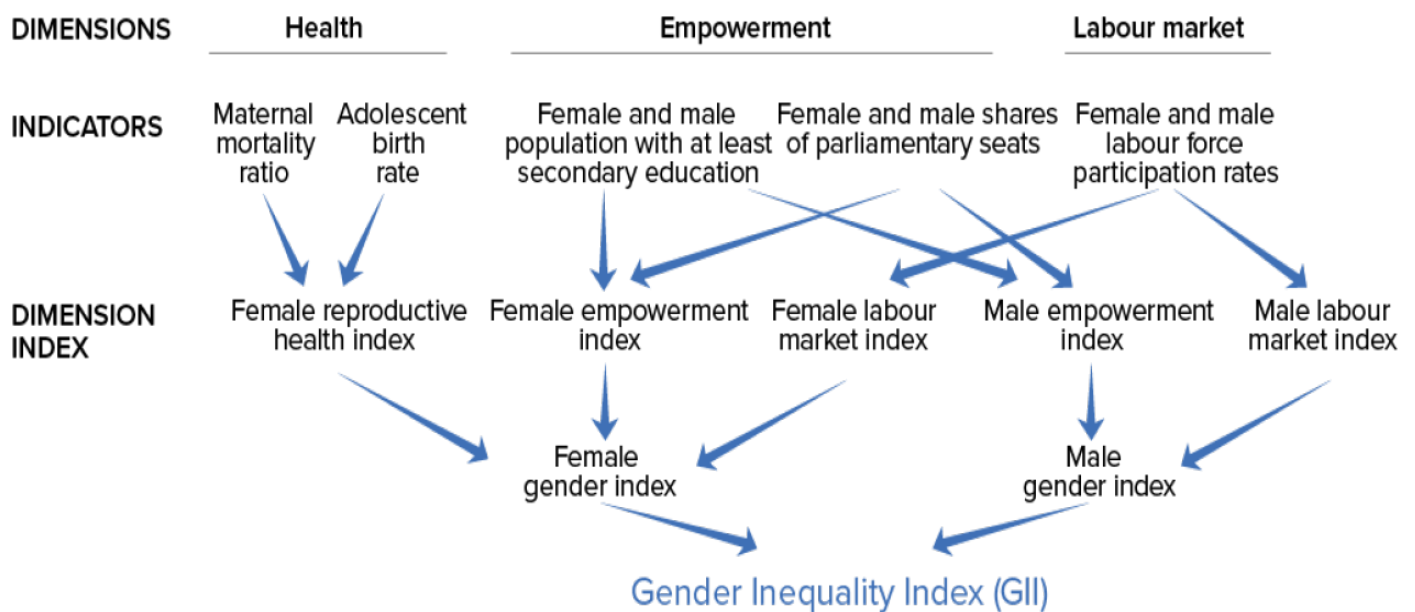 DIMENSIONS Health Empowerment Labour market
INDICATORS
Maternal
mortality
ratio
Adolescent
birth
rate
Female and male
population with at least
secondary education
Female and male shares
of parliamentary seats
Female and male
labour force
participation rates
DIMENSION
INDEX
Female reproductive
health index
Female empowerment
index
Female labour
market index
Male empowerment
index
Male labour
market index
Female
gender index
Male
gender index
Gender Inequality Index (GII)